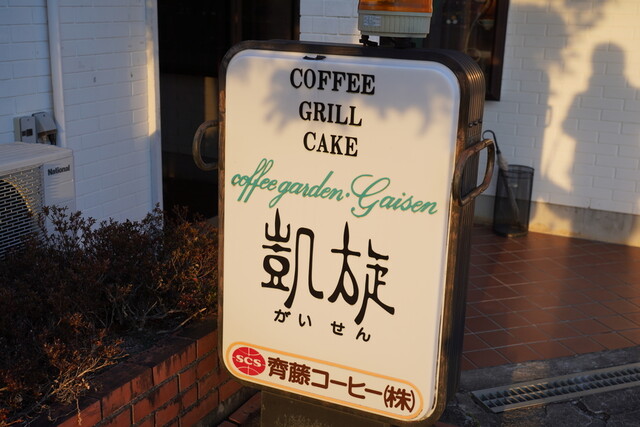 COFFEE
GRILL
CAKE
coffee garden・Gaisen
凱旋
がいせん
SCS 齊藤コーヒー(株)
National